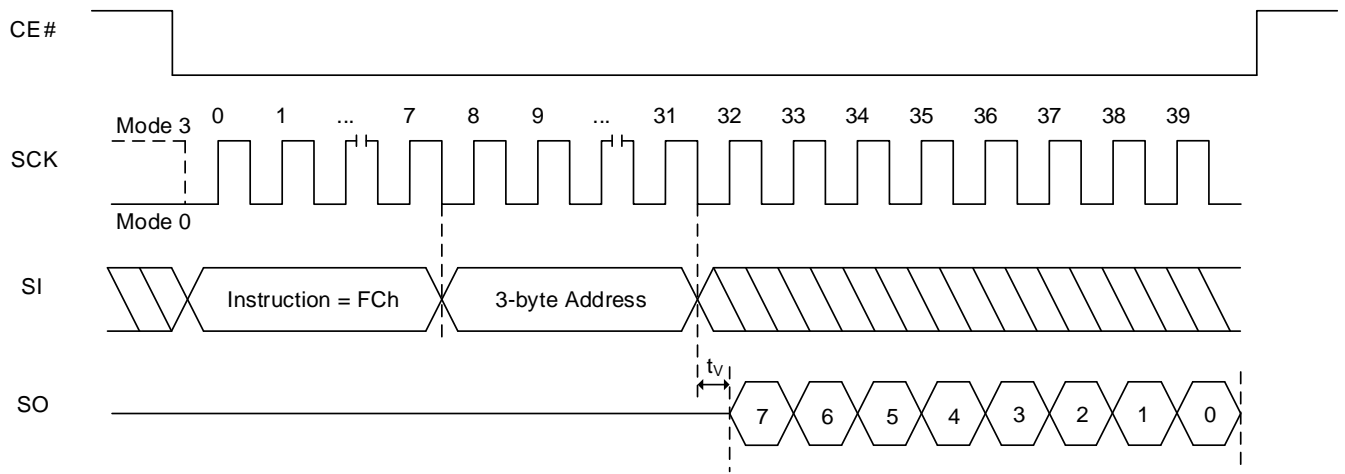 CE#
Mode 3
0 1 ... 7 8 9 ... 31 32 33 34 35 36 37 38 39
SCK
Mode 0
SI
Instruction = FCh
3-byte Address
tV
SO
7 6 5 4 3 2 1 0